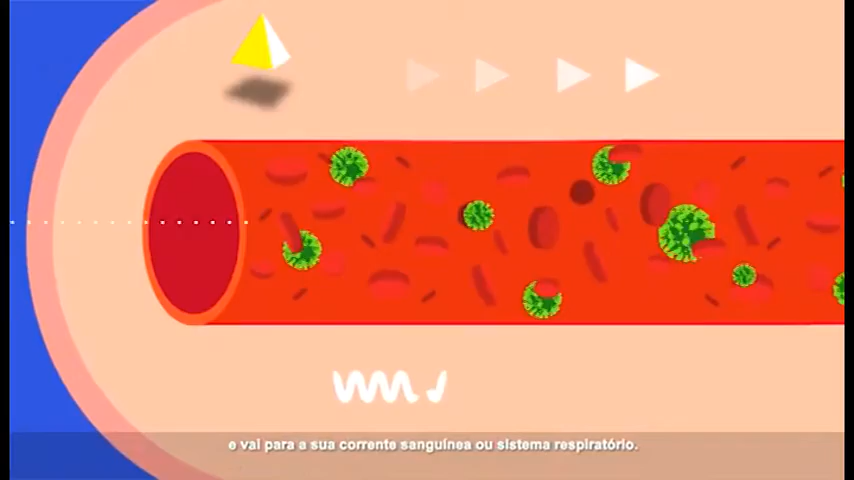 e vai para a sua corrente sanguínea ou sistema respiratório.